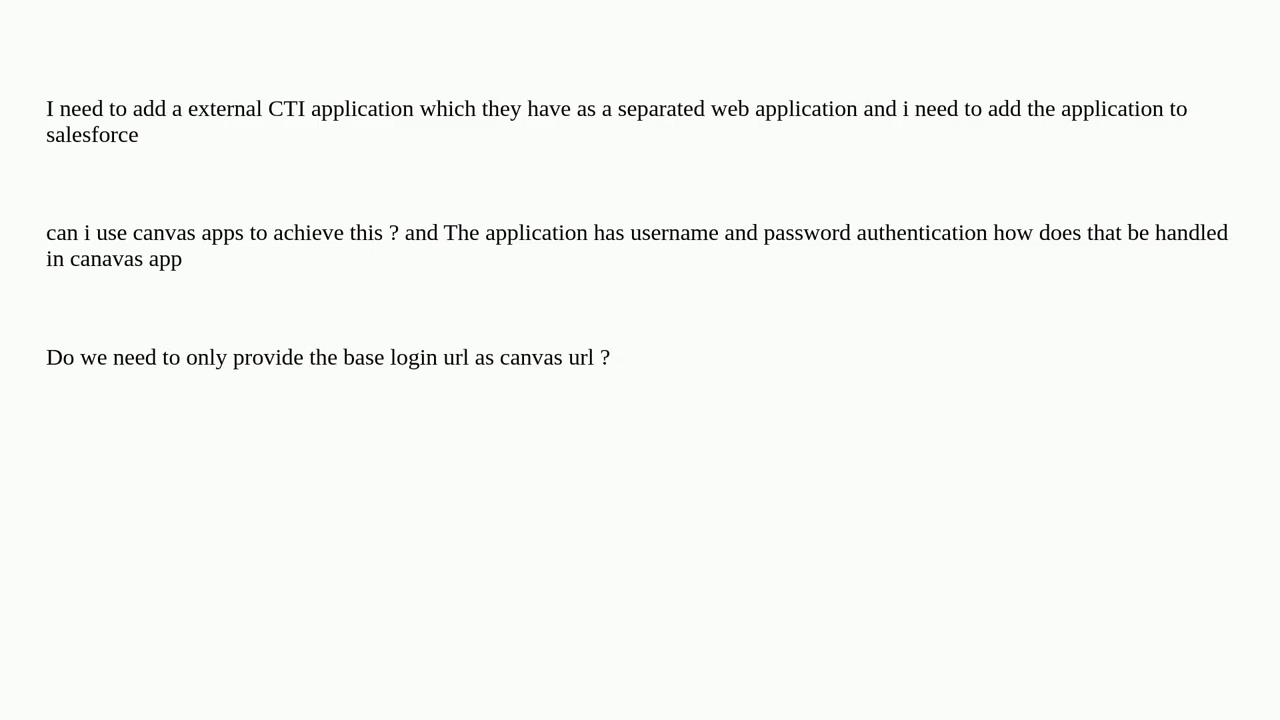 I need to add a external CTI application which they have as a separated web application and i need to add the application to
salesforce
can i use canvas apps to achieve this ? and The application has username and password authentication how does that be handled
in canavas app
Do we need to only provide the base login url as canvas url ?